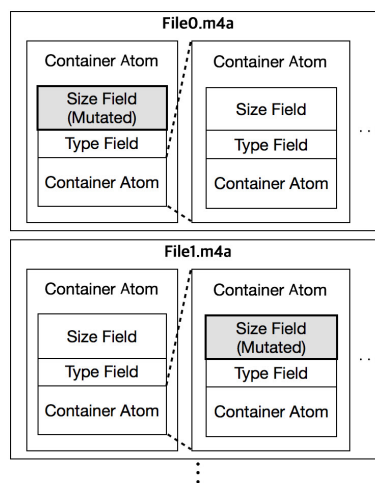 File0.m4a
Container Atom
Size Field
(Mutated)
Type Field
Container Atom
Container Atom
Size Field
Type Field
Container Atom
. .
File1.m4a
Container Atom
Size Field
Type Field
Container Atom
Container Atom
Size Field
(Mutated)
Type Field
Container Atom
. .